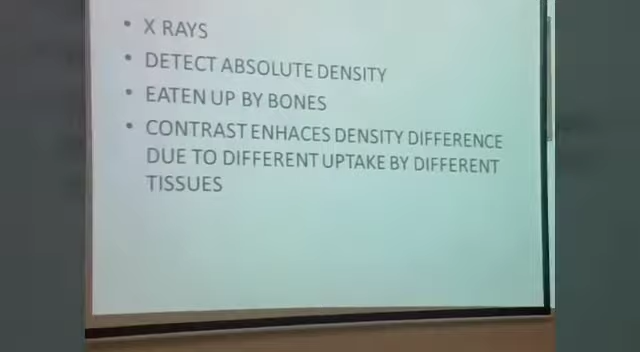 • X RAYS
• DETECT ABSOLUTE DENSITY
• EATEN UP BY BONES
• CONTRAST ENHACES DENSITY DIFFERENCE
DUE TO DIFFERENT UPTAKE BY DIFFERENT
TISSUES